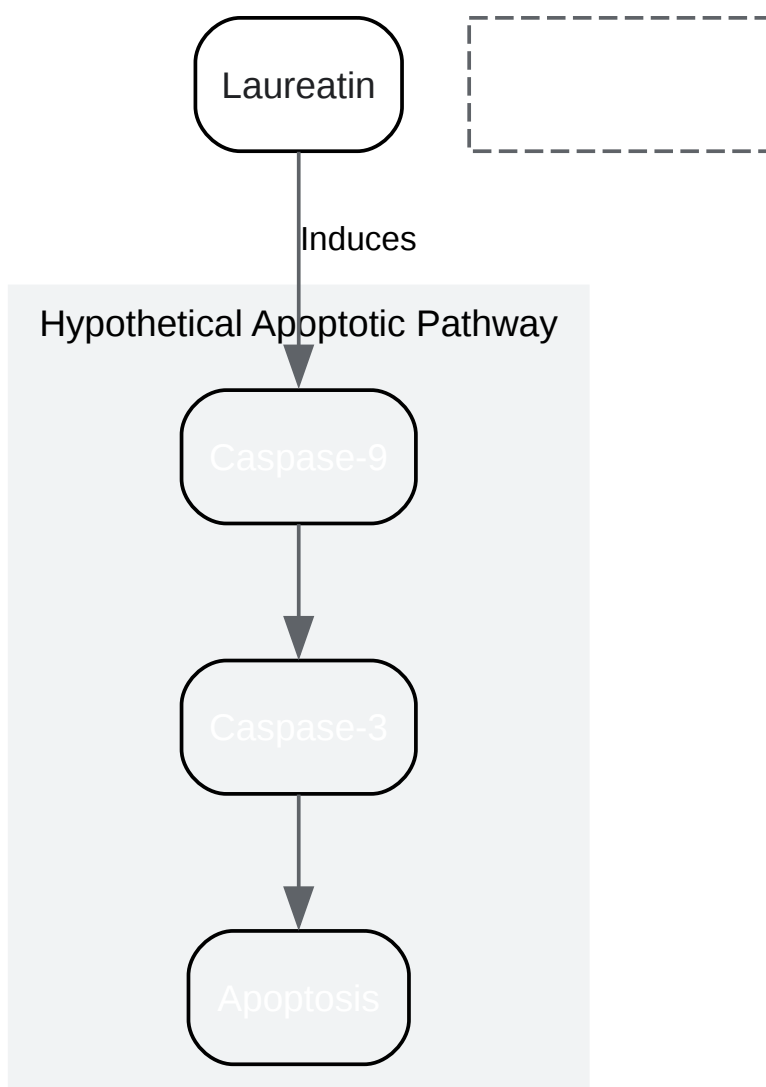 Laureatin
Induces
Hypothetical Apoptotic Pathway
Caspase-9
Caspase-3
Apoptosis